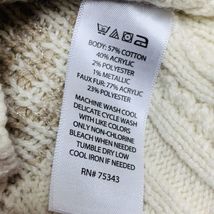 BODY: 57% COTTON
40% ACRYLIC
2% POLYESTER
1% METALLIC
FAUX FUR: 77% ACRYLIC
23% POLYESTER
MACHINE WASH COOL
DELICATE CYCLE WASH
WITH LIKE COLORS
ONLY NON-CHLORINE
BLEACH WHEN NEEDED
TUMBLE DRY LOW
COOL IRON IF NEEDED
RN# 75343